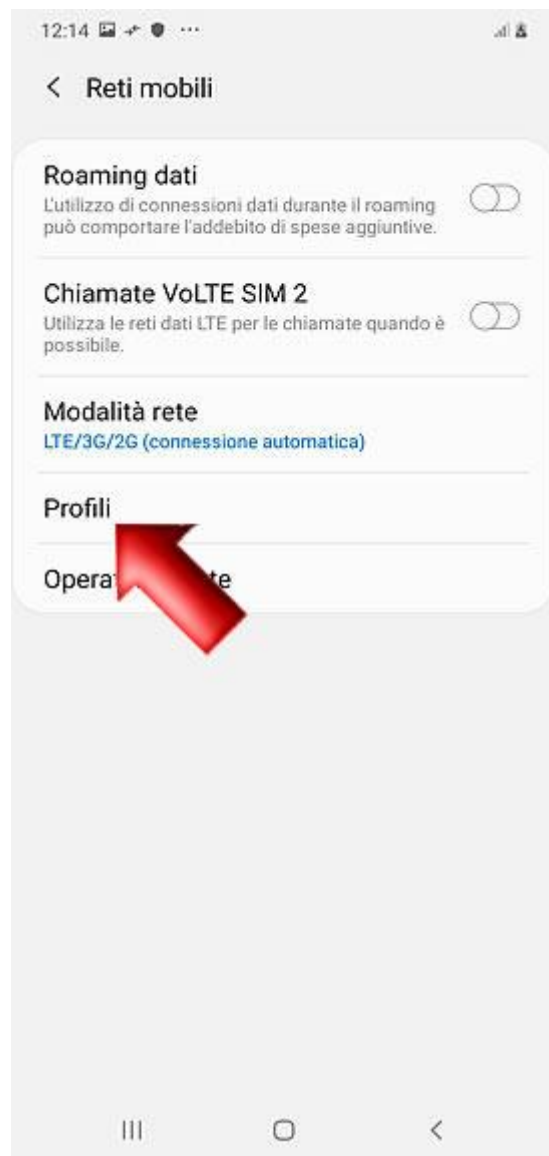 12:14
Reti mobili
Roaming dati
L'utilizzo di connessioni dati durante il roaming
può comportare l'addebito di spese aggiuntive.
Chiamate VoLTE SIM 2
Utilizza le reti dati LTE per le chiamate quando è
possibile.
Modalità rete
LTE/3G/2G (connessione automatica)
Profili